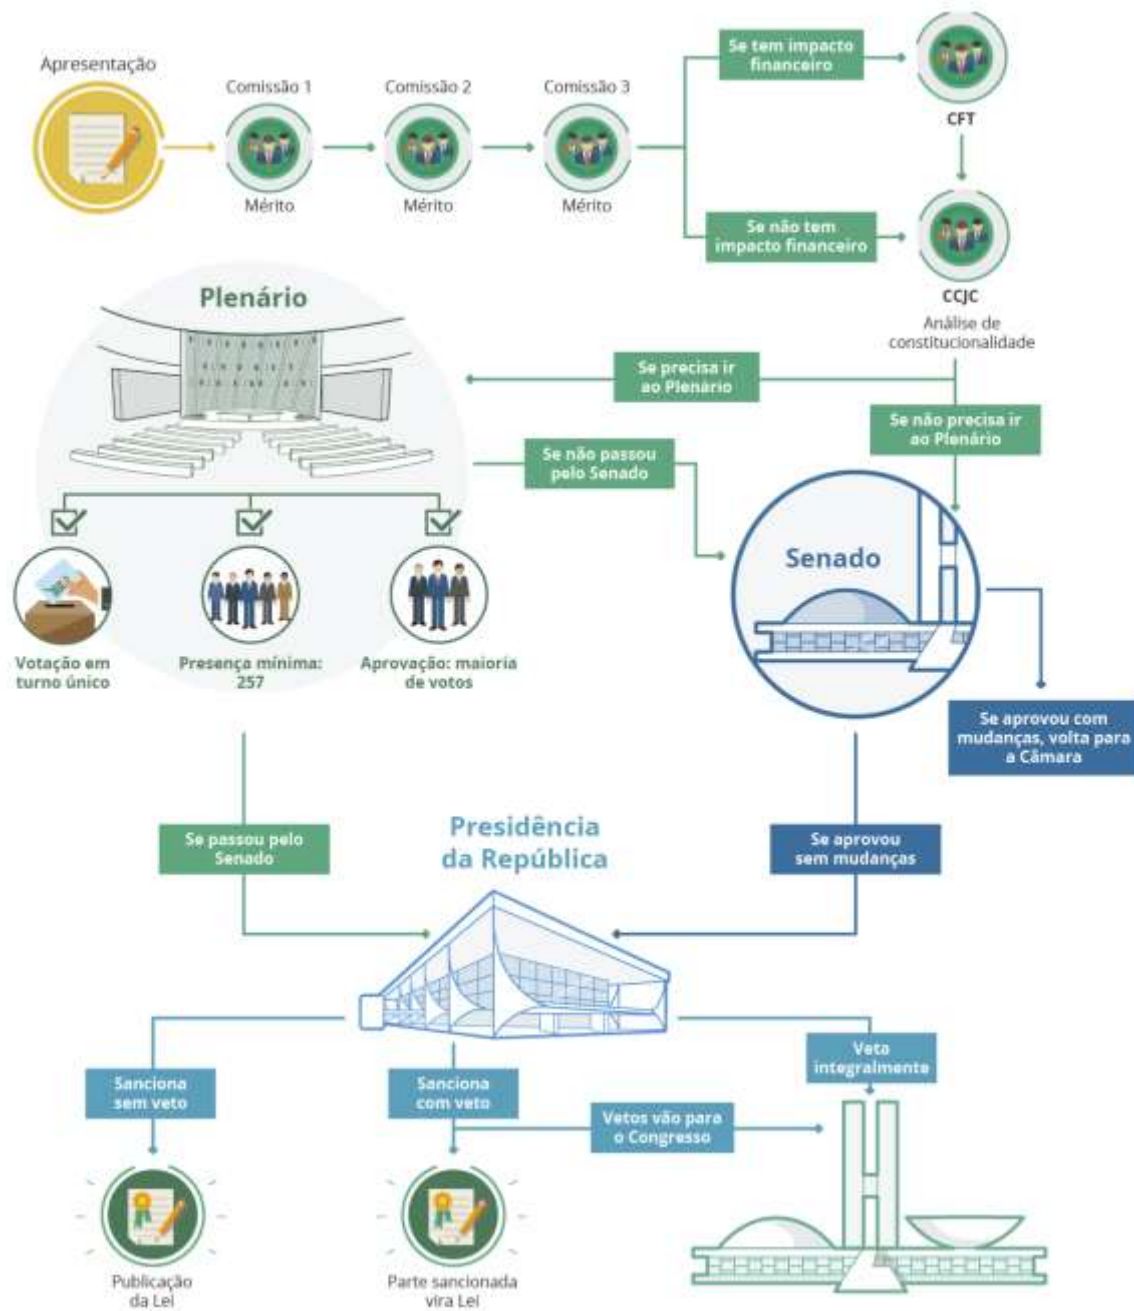 Apresentação
Comissão 1
Mérito
Comissão 2
Mérito
Comissão 3
Mérito
Se tem impacto
financeiro
CFT
Se não tem
impacto financeiro
CCJC
Análise de
constitucionalidade
Plenário
Se precisa ir
ao Plenário
Se não precisa ir
ao Plenário
Se não passou
pelo Senado
Senado
Votação em
turno único
Presença mínima:
257
Aprovação: maioria
de votos
Se aprovou com
mudanças, volta para
a Câmara
Se passou pelo
Senado
Presidência
da República
Se aprovou
sem mudanças
Sanciona
sem veto
Sanciona
com veto
Veta
integralmente
Vetos vão para
o Congresso
Publicação
da Lei
Parte sancionada
vira Lei